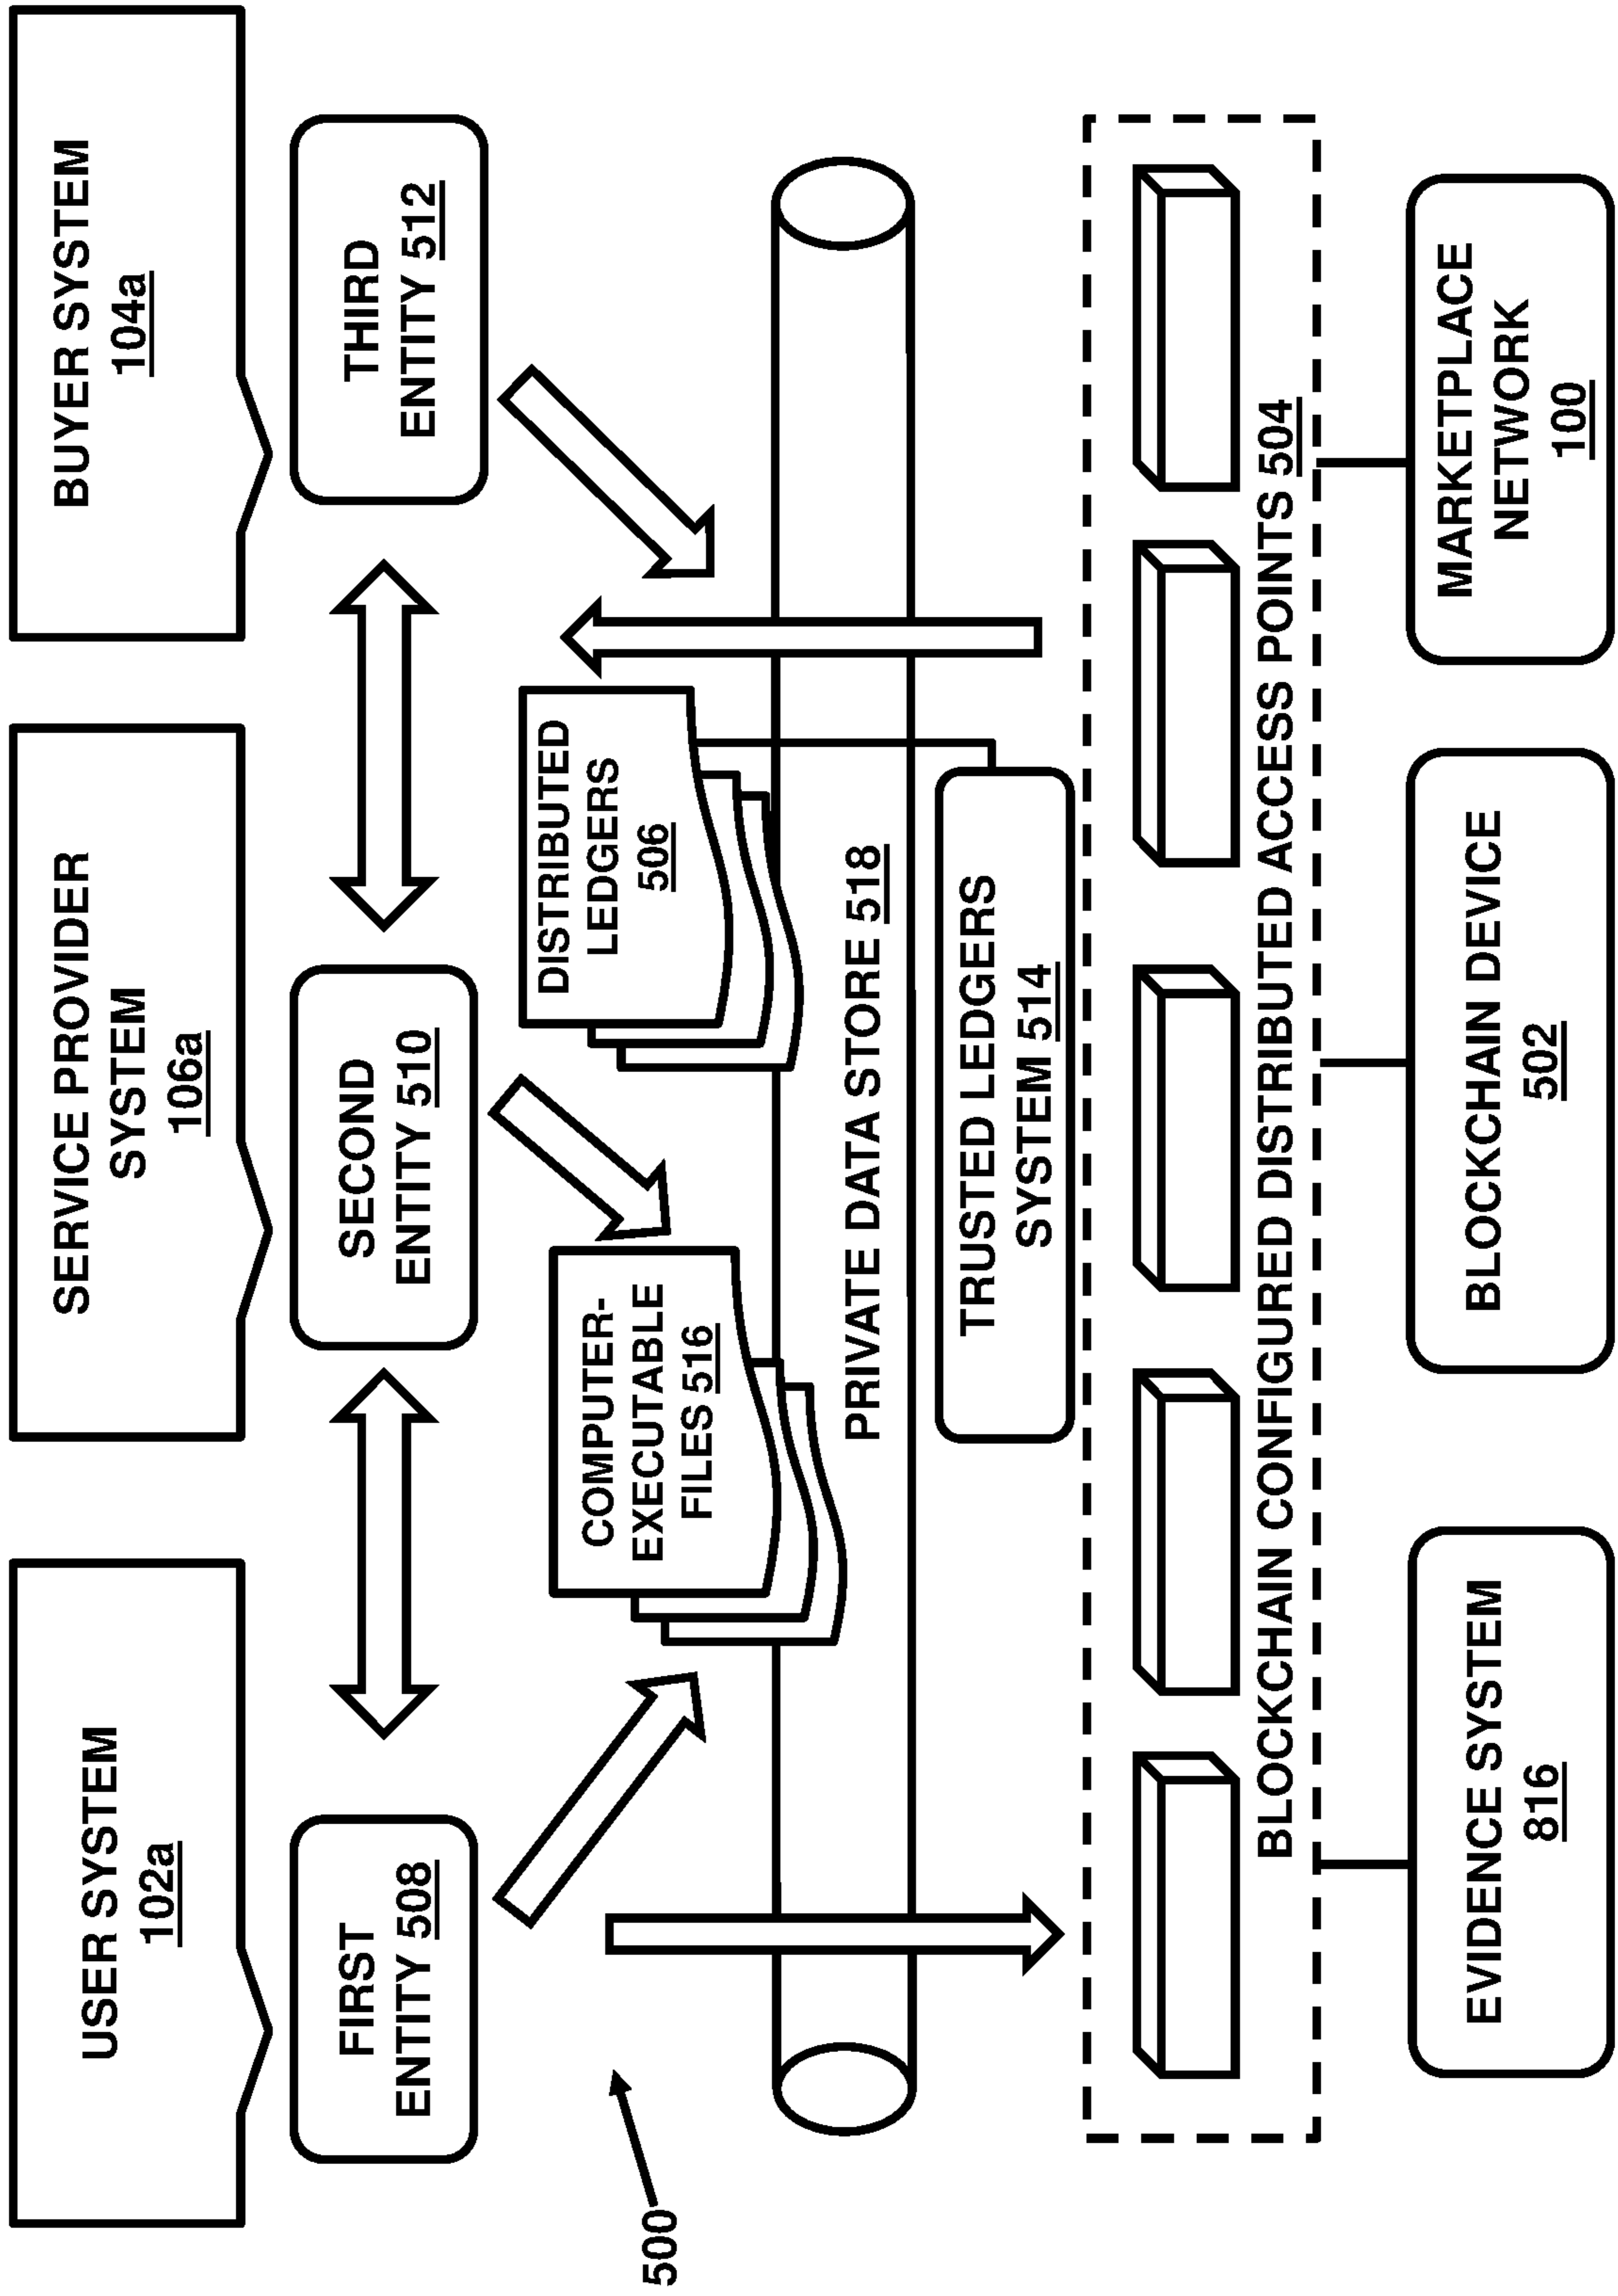 USER SYSTEM
102a
SERVICE PROVIDER
SYSTEM
106a
BUYER SYSTEM
104a
FIRST
ENTITY 508
SECOND
ENTITY 510
THIRD
ENTITY 512
COMPUTER-
EXECUTABLE
FILES 516
DISTRIBUTED
LEDGERS
506
500
PRIVATE DATA STORE 518
TRUSTED LEDGERS
SYSTEM 514
BLOCKCHAIN CONFIGURED DISTRIBUTED ACCESS POINTS 504
EVIDENCE SYSTEM
816
BLOCKCHAIN DEVICE
502
MARKETPLACE
NETWORK
100